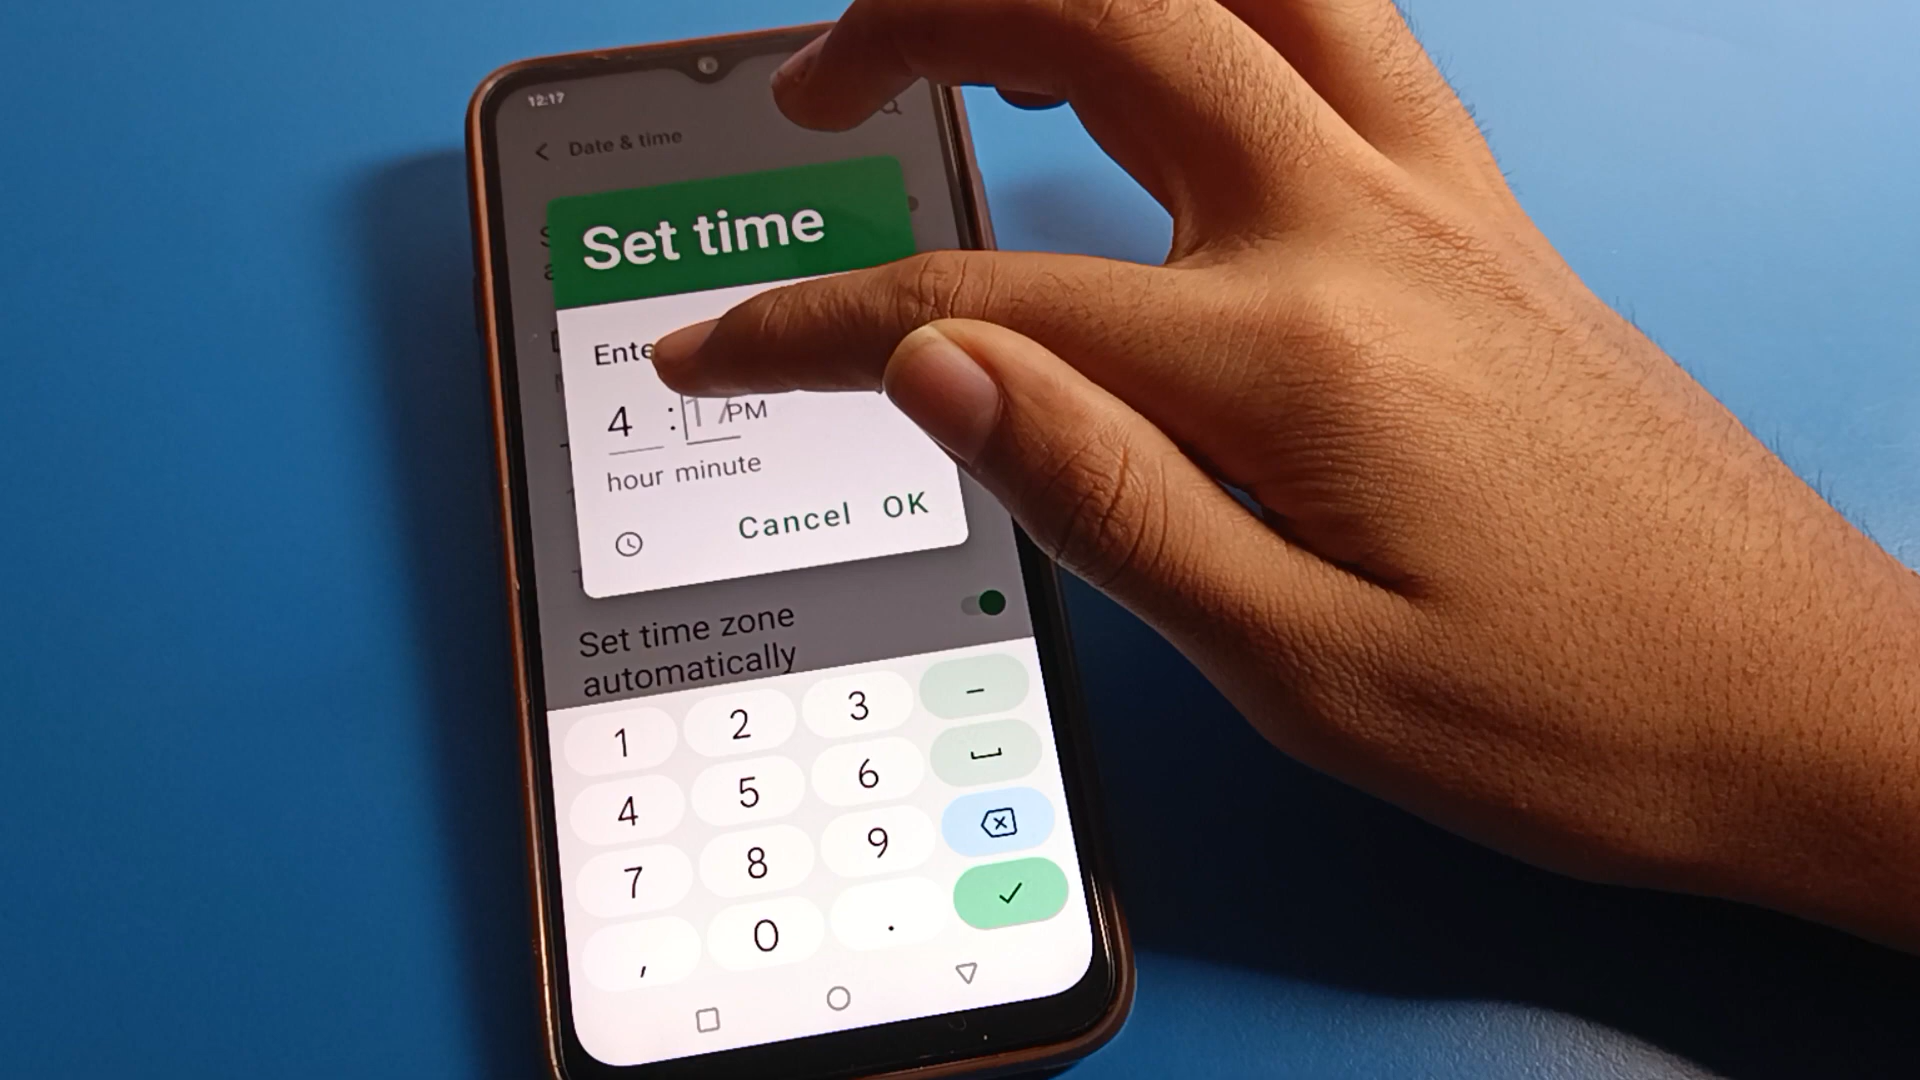 12:17
Date & time
Set time
Ente
4 : 17 PM
hour minute
Cancel OK
Set time zone
automatically
1 2 3 -
4 5 6
7 8 9
, 0 .